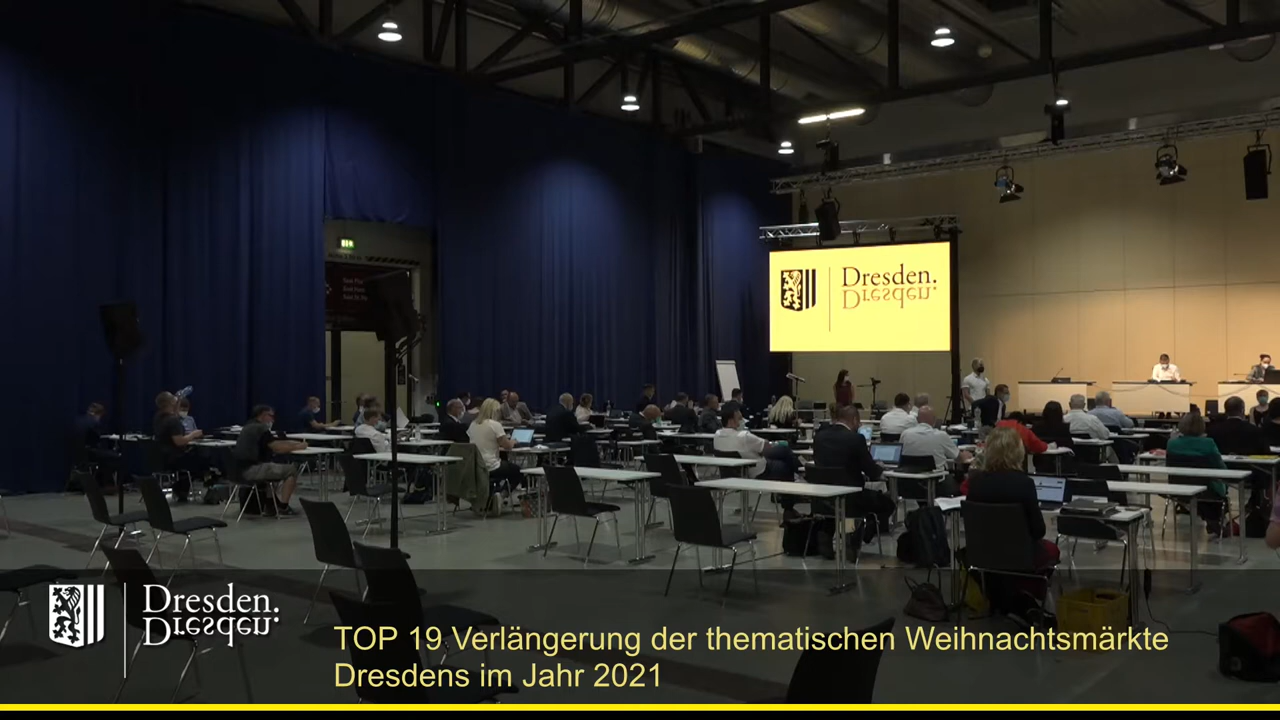 Dresden.
Dresden.
Dresden.
Dresden.
TOP 19 Verlängerung der thematischen Weihnachtsmärkte
Dresdens im Jahr 2021